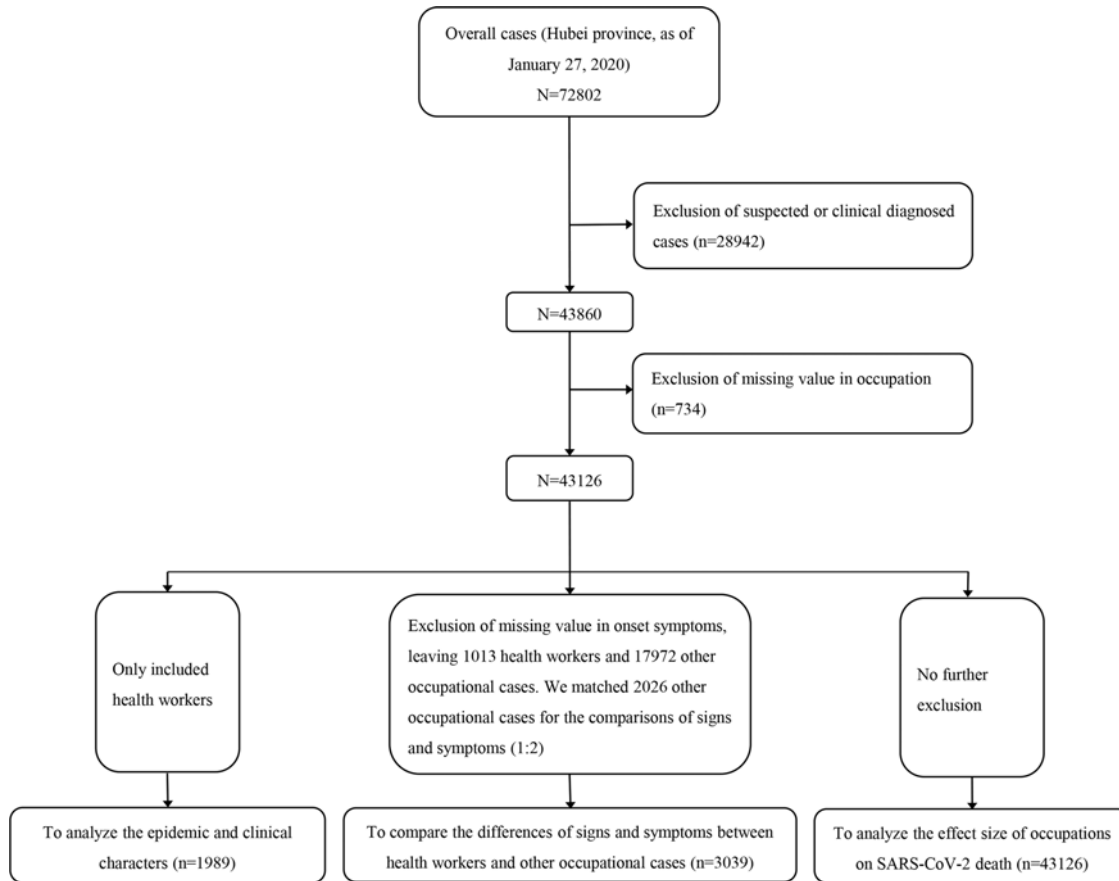 Overall cases (Hubei province, as of
January 27, 2020)
N=72802
Exclusion of suspected or clinical diagnosed
cases (n=28942)
N=43860
Exclusion of missing value in occupation
(n=734)
N=43126
Only included
health workers
Exclusion of missing value in onset symptoms,
leaving 1013 health workers and 17972 other
occupational cases. We matched 2026 other
occupational cases for the comparisons of signs
and symptoms (1:2)
No further
exclusion
To analyze the epidemic and clinical
characters (n=1989)
To compare the differences of signs and symptoms between
health workers and other occupational cases (n=3039)
To analyze the effect size of occupations
on SARS-CoV-2 death (n=43126)